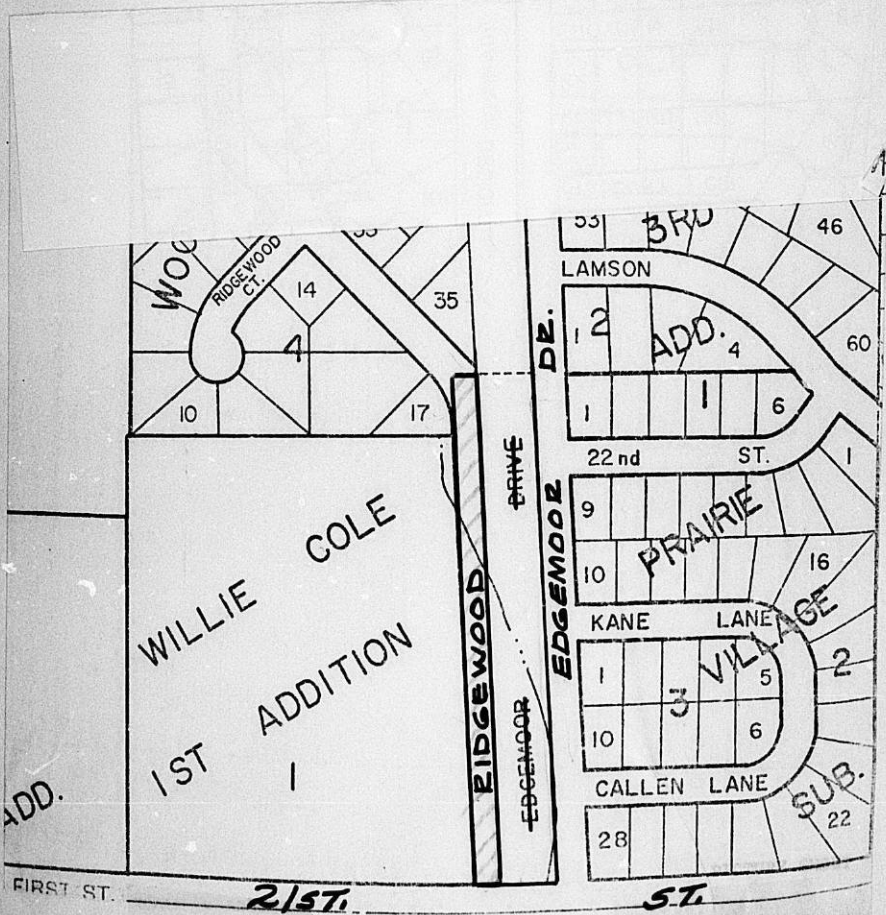 53
3RD
46
WOO
RIDGEWOOD
CT.
14
35
LAMSON
4
1
2
ADD.
4
60
DR.
10
17
1
1
6
22nd
ST.
1
DRIVE
WILLIE COLE
1ST ADDITION
1
9
PRAIRIE
10
16
EDGEMOOR
KANE LANE
RIDGEWOOD
EDGEMOOR
1
VILLAGE
5
2
3
10
6
CALLEN LANE
SUB.
28
22
ADD.
FIRST ST.
21ST.
ST.